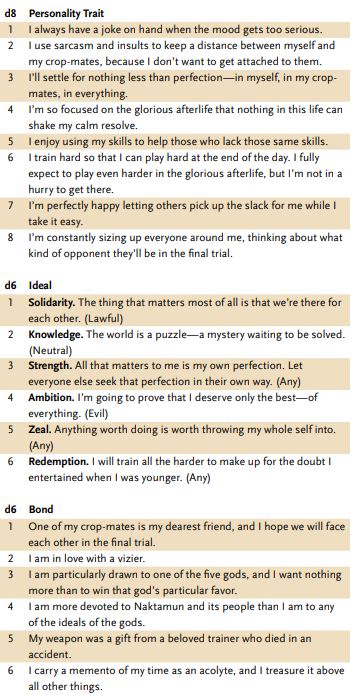 d8 Personality Trait
1 I always have a joke on hand when the mood gets too serious.
2 I use sarcasm and insults to keep a distance between myself and
my crop-mates, because I don't want to get attached to them.
3 I'll settle for nothing less than perfection—in myself, in my crop-
mates, in everything.
4 I'm so focused on the glorious afterlife that nothing in this life can
shake my calm resolve.
5 I enjoy using my skills to help those who lack those same skills.
6 I train hard so that I can play hard at the end of the day. I fully
expect to play even harder in the glorious afterlife, but I'm not in a
hurry to get there.
7 I'm perfectly happy letting others pick up the slack for me while I
take it easy.
8 I'm constantly sizing up everyone around me, thinking about what
kind of opponent they'll be in the final trial.
d6 Ideal
1 Solidarity. The thing that matters most of all is that we're there for
each other. (Lawful)
2 Knowledge. The world is a puzzle—a mystery waiting to be solved.
(Neutral)
3 Strength. All that matters to me is my own perfection. Let
everyone else seek that perfection in their own way. (Any)
4 Ambition. I'm going to prove that I deserve only the best—of
everything. (Evil)
5 Zeal. Anything worth doing is worth throwing my whole self into.
(Any)
6 Redemption. I will train all the harder to make up for the doubt I
entertained when I was younger. (Any)
d6 Bond
1 One of my crop-mates is my dearest friend, and I hope we will face
each other in the final trial.
2 I am in love with a vizier.
3 I am particularly drawn to one of the five gods, and I want nothing
more than to win that god's particular favor.
4 I am more devoted to Naktamun and its people than I am to any
of the ideals of the gods.
5 My weapon was a gift from a beloved trainer who died in an
accident.
6 I carry a memento of my time as an acolyte, and I treasure it above
all other things.